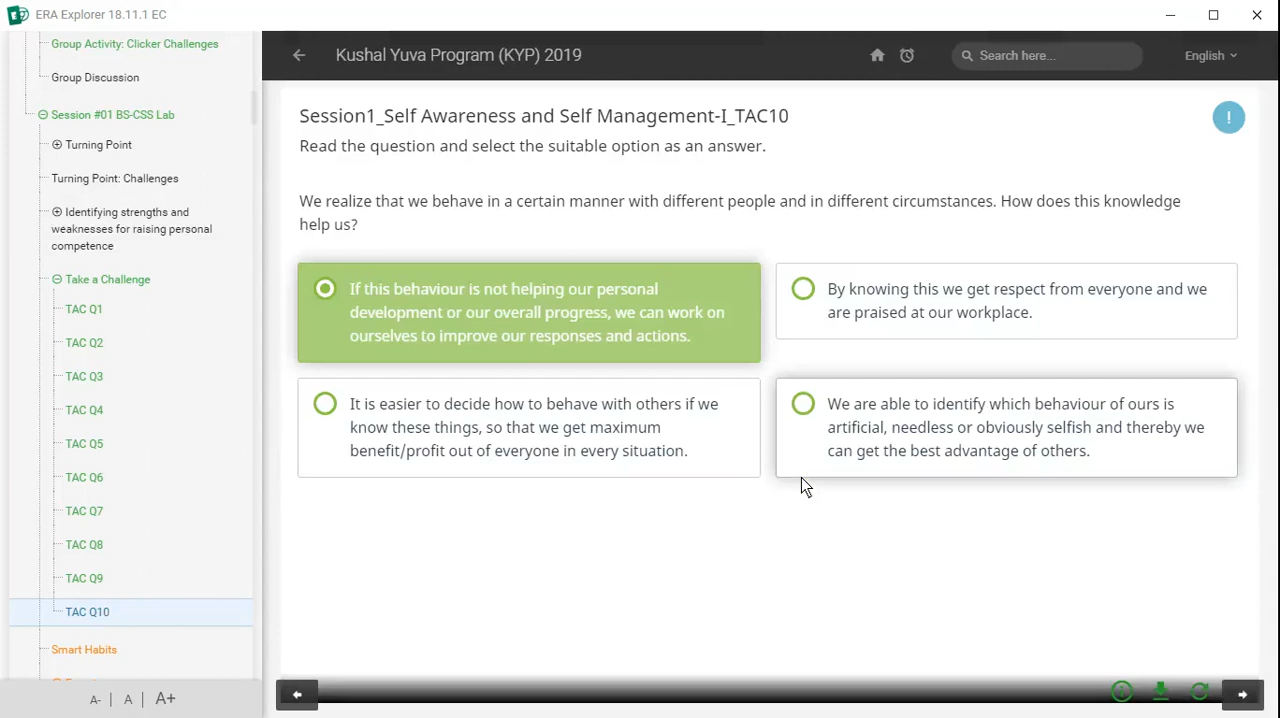 ERA Explorer 18.11.1 EC
Group Activity: Clicker Challenges
Group Discussion
Session #01 BS-CSS Lab
Turning Point
Turning Point: Challenges
Identifying strengths and
weaknesses for raising personal
competence
Take a Challenge
TAC Q1
TAC Q2
TAC Q3
TAC Q4
TAC Q5
TAC Q6
TAC Q7
TAC Q8
TAC Q9
TAC Q10
Smart Habits
A- | A | A+
Kushal Yuva Program (KYP) 2019
Search here...
English
Session1_Self Awareness and Self Management-I_TAC10
!
Read the question and select the suitable option as an answer.
We realize that we behave in a certain manner with different people and in different circumstances. How does this knowledge
help us?
If this behaviour is not helping our personal
development or our overall progress, we can work on
ourselves to improve our responses and actions.
By knowing this we get respect from everyone and we
are praised at our workplace.
It is easier to decide how to behave with others if we
know these things, so that we get maximum
benefit/profit out of everyone in every situation.
We are able to identify which behaviour of ours is
artificial, needless or obviously selfish and thereby we
can get the best advantage of others.